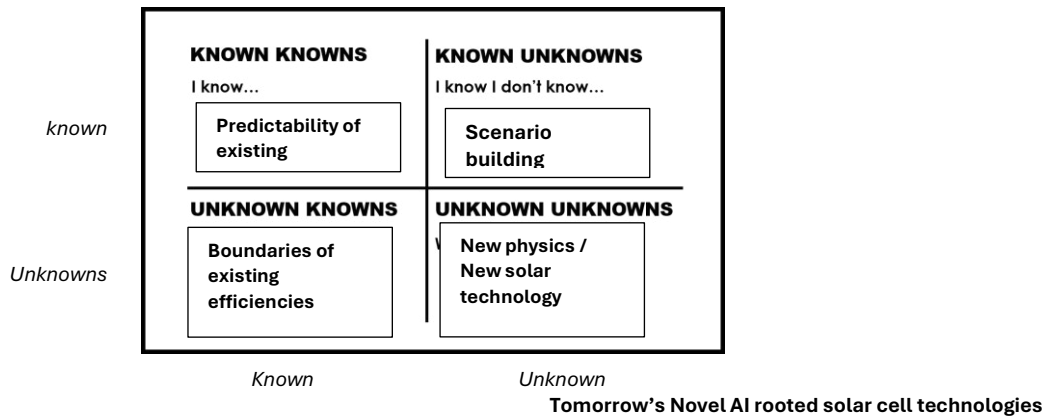 KNOWN KNOWNS
I know...
Predictability of
existing
KNOWN UNKNOWNS
I know I don't know...
Scenario
building
known
UNKNOWN KNOWNS
Boundaries of
existing
efficiencies
UNKNOWN UNKNOWNS
New physics /
New solar
technology
Unknowns
Known
Unknown
Tomorrow's Novel AI rooted solar cell technologies